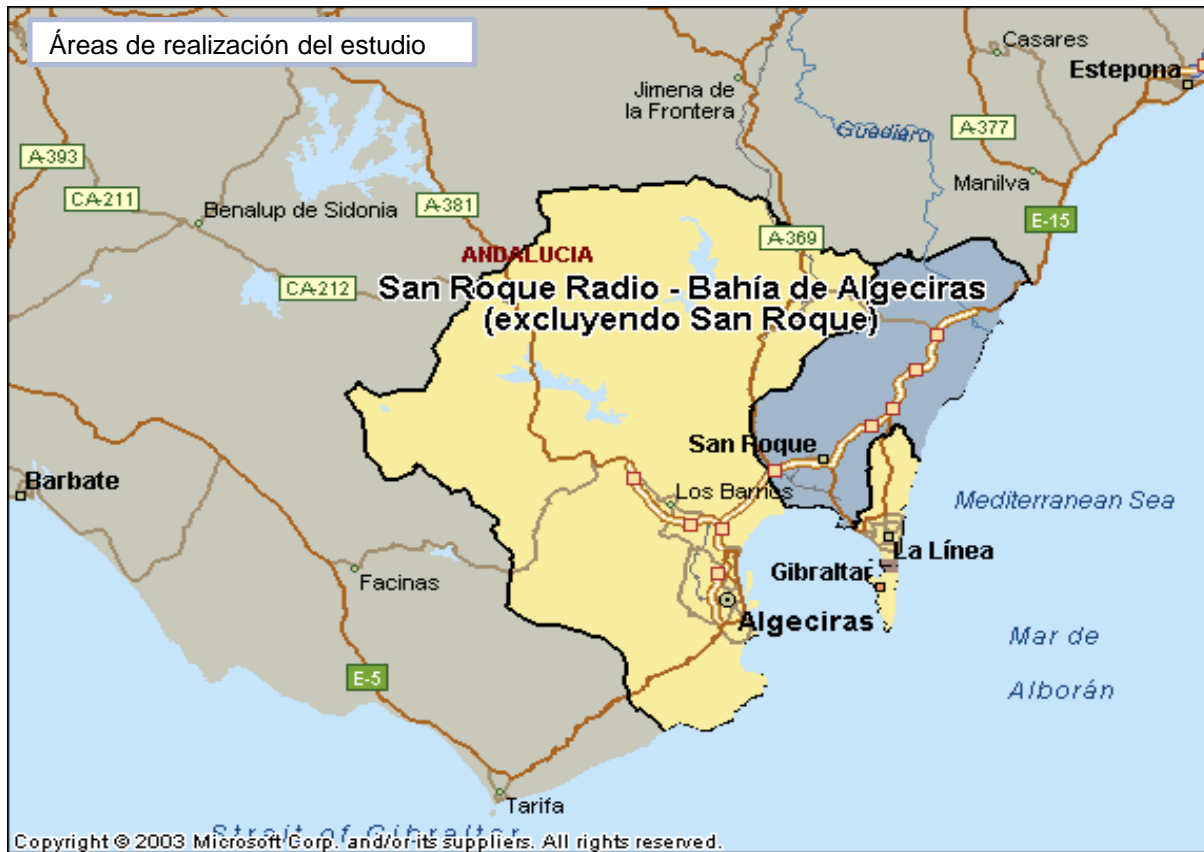 Áreas de realización del estudio
Casares
Estepona
Jimena de
la Frontera
Guadiaro
A-377
A-393
Manilva
CA-211
A-381
Benalup de Sidonia
E-15
A-369
ANDALUCIA
CA-212
San Roque Radio - Bahía de Algeciras
(excluyendo San Roque)
San Roque
Barbate
Los Barrios
Mediterranean Sea
La Línea
Facinas
Gibraltar
Algeciras
Mar de
Alborán
E-5
Tarifa
Strait of Gibraltar
Copyright © 2003 Microsoft Corp. and/or its suppliers. All rights reserved.